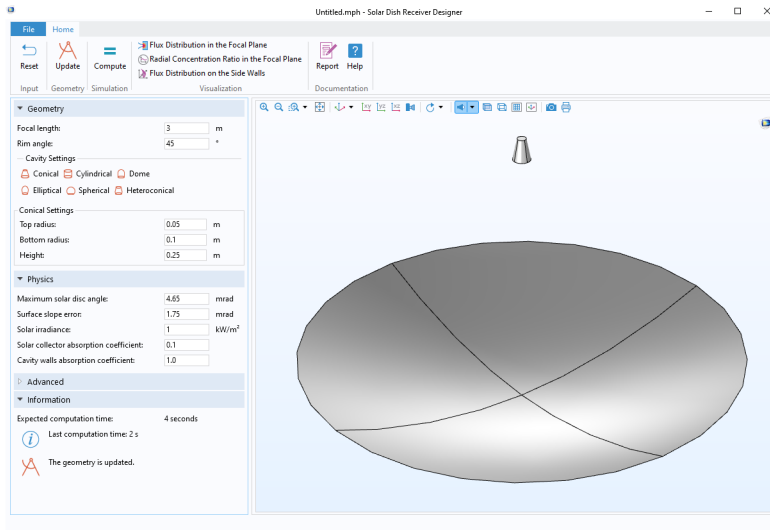 Untitled.mph - Solar Dish Receiver Designer
File Home
Reset Update Compute
Flux Distribution in the Focal Plane
Radial Concentration Ratio in the Focal Plane
Flux Distribution on the Side Walls
Report Help
Input Geometry Simulation Visualization Documentation
Geometry
Focal length: 3 m
Rim angle: 45 °
Cavity Settings
Conical Cylindrical Dome
Elliptical Spherical Heteroconical
Conical Settings
Top radius: 0.05 m
Bottom radius: 0.1 m
Height: 0.25 m
Physics
Maximum solar disc angle: 4.65 mrad
Surface slope error: 1.75 mrad
Solar irradiance: 1 kW/m²
Solar collector absorption coefficient: 0.1
Cavity walls absorption coefficient: 1.0
Advanced
Information
Expected computation time: 4 seconds
Last computation time: 2 s
The geometry is updated.
xy yz xz